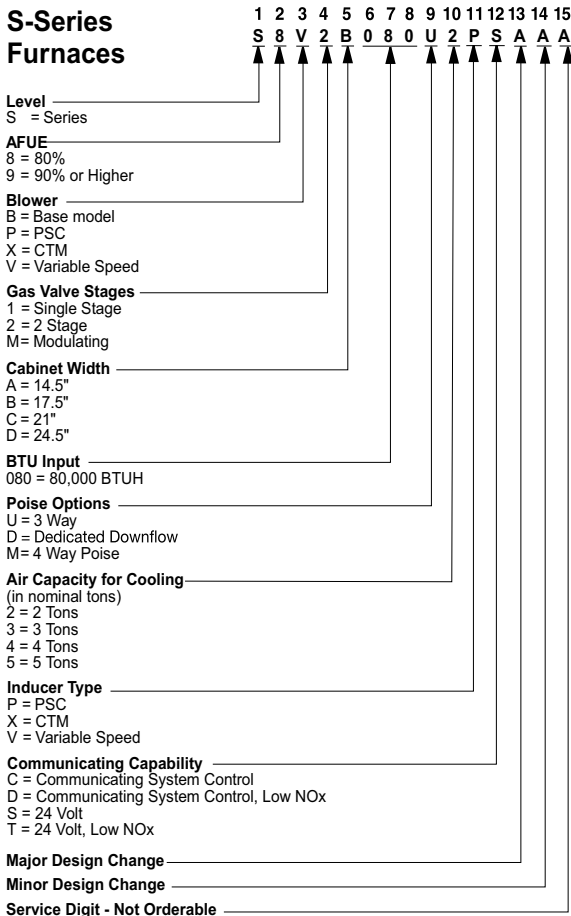 S-Series
Furnaces
1 2 3 4 5 6 7 8 9 10 11 12 13 14 15
S 8 V 2 B 0 8 0 U 2 P S A A A
Level
S = Series
AFUE
8 = 80%
9 = 90% or Higher
Blower
B = Base model
P = PSC
X = CTM
V = Variable Speed
Gas Valve Stages
1 = Single Stage
2 = 2 Stage
M= Modulating
Cabinet Width
A = 14.5"
B = 17.5"
C = 21"
D = 24.5"
BTU Input
080 = 80,000 BTUH
Poise Options
U = 3 Way
D = Dedicated Downflow
M= 4 Way Poise
Air Capacity for Cooling
(in nominal tons)
2 = 2 Tons
3 = 3 Tons
4 = 4 Tons
5 = 5 Tons
Inducer Type
P = PSC
X = CTM
V = Variable Speed
Communicating Capability
C = Communicating System Control
D = Communicating System Control, Low NOx
S = 24 Volt
T = 24 Volt, Low NOx
Major Design Change
Minor Design Change
Service Digit - Not Orderable